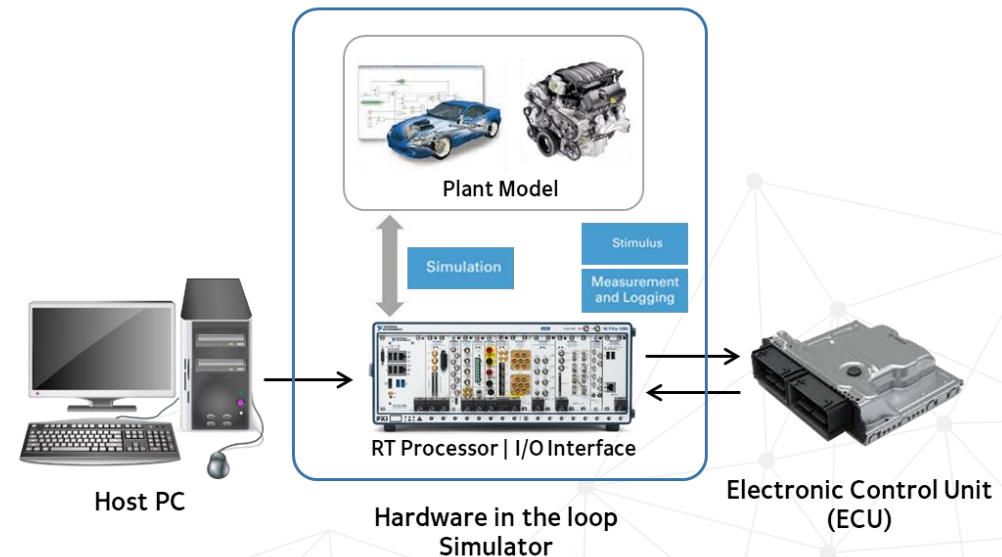 Plant Model
Simulation
Stimulus
Measurement
and Logging
PXI
RT Processor | I/O Interface
Host PC
Hardware in the loop
Simulator
Electronic Control Unit
(ECU)